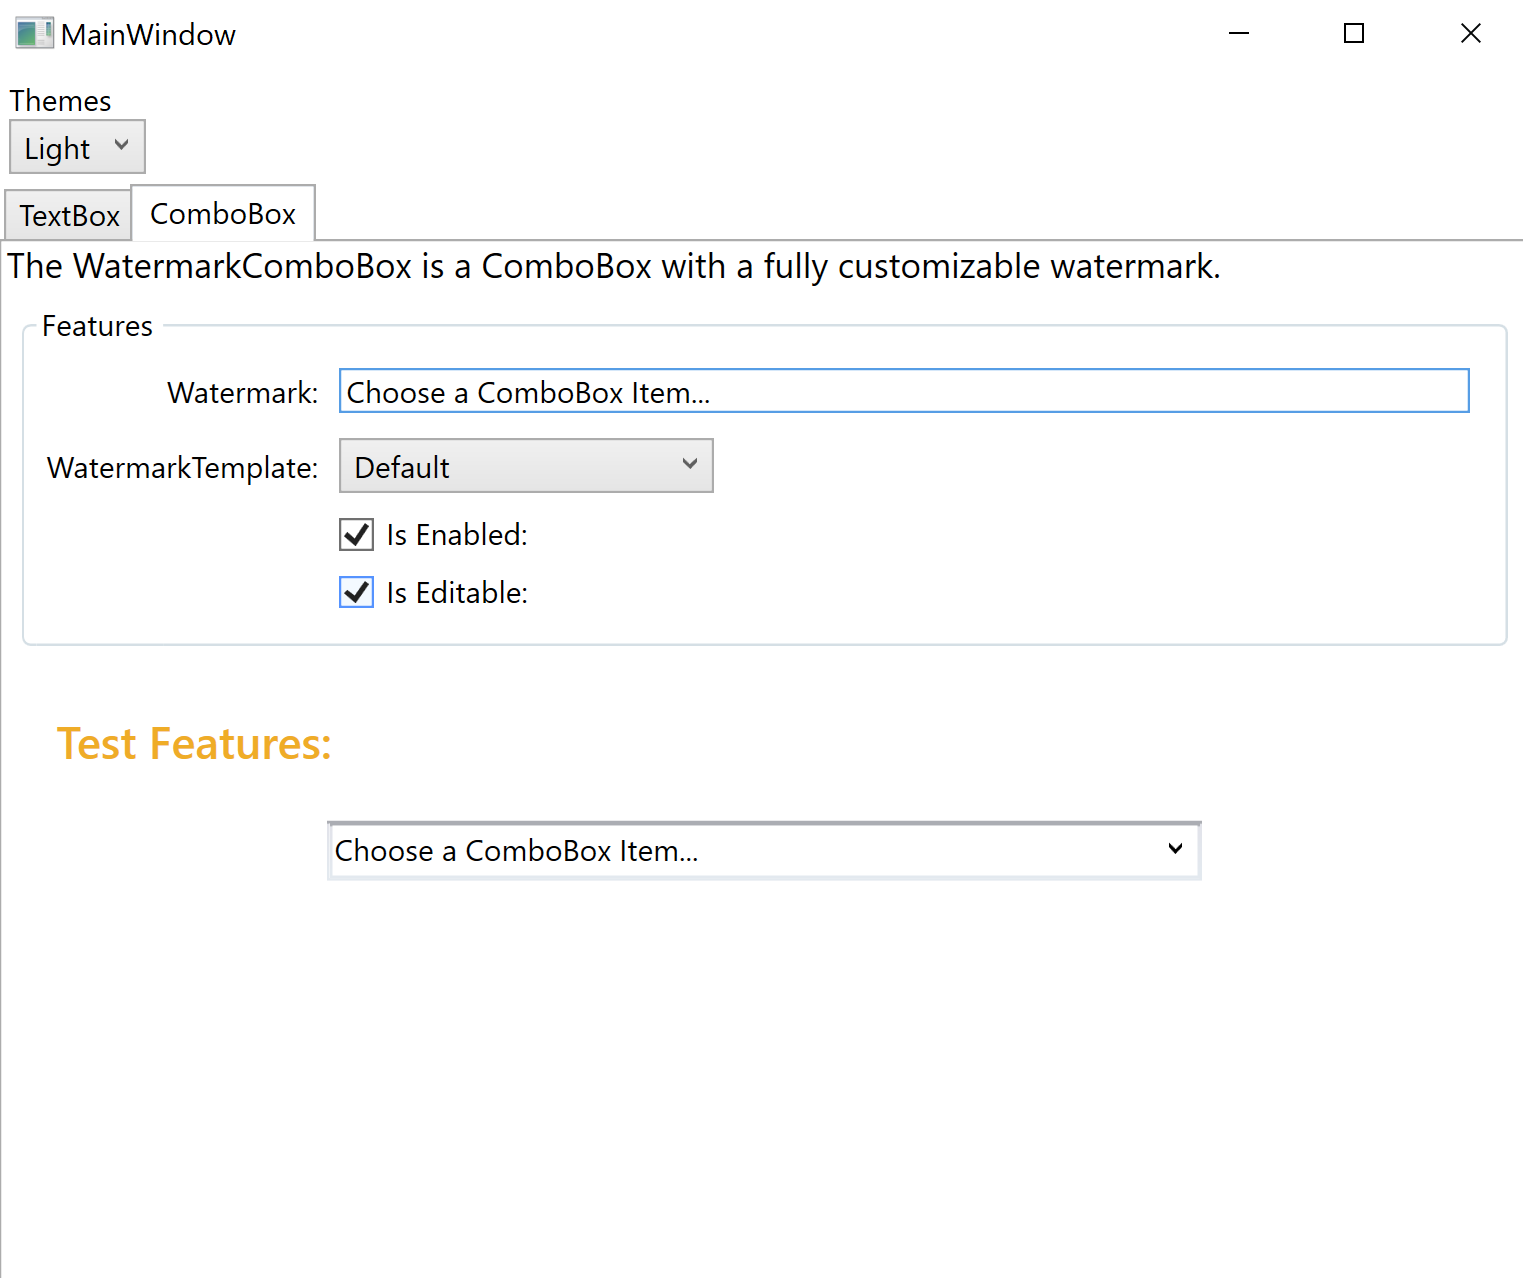 MainWindow
Themes
Light
TextBox ComboBox
The WatermarkComboBox is a ComboBox with a fully customizable watermark.
Features
Watermark: Choose a ComboBox Item...
WatermarkTemplate: Default
Is Enabled:
Is Editable:
Test Features:
Choose a ComboBox Item...